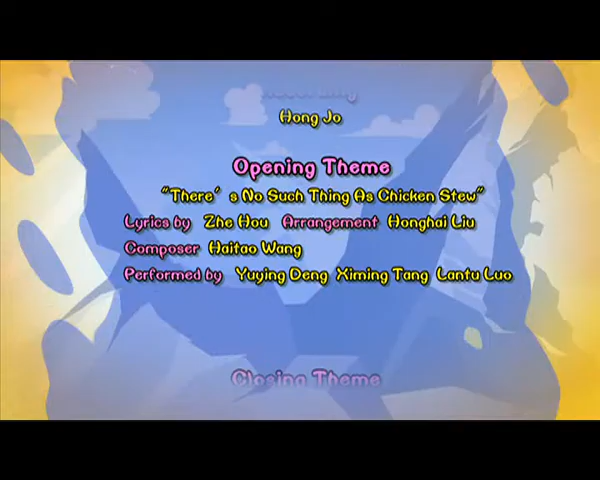 Hong Jo
Opening Theme
"There's No Such Thing As Chicken Stew"
Lyrics by Zhe Hou Arrangement Honghai Liu
Composer Haitao Wang
Performed by Yuying Deng Ximing Tang Lantu Luo
Closing Theme